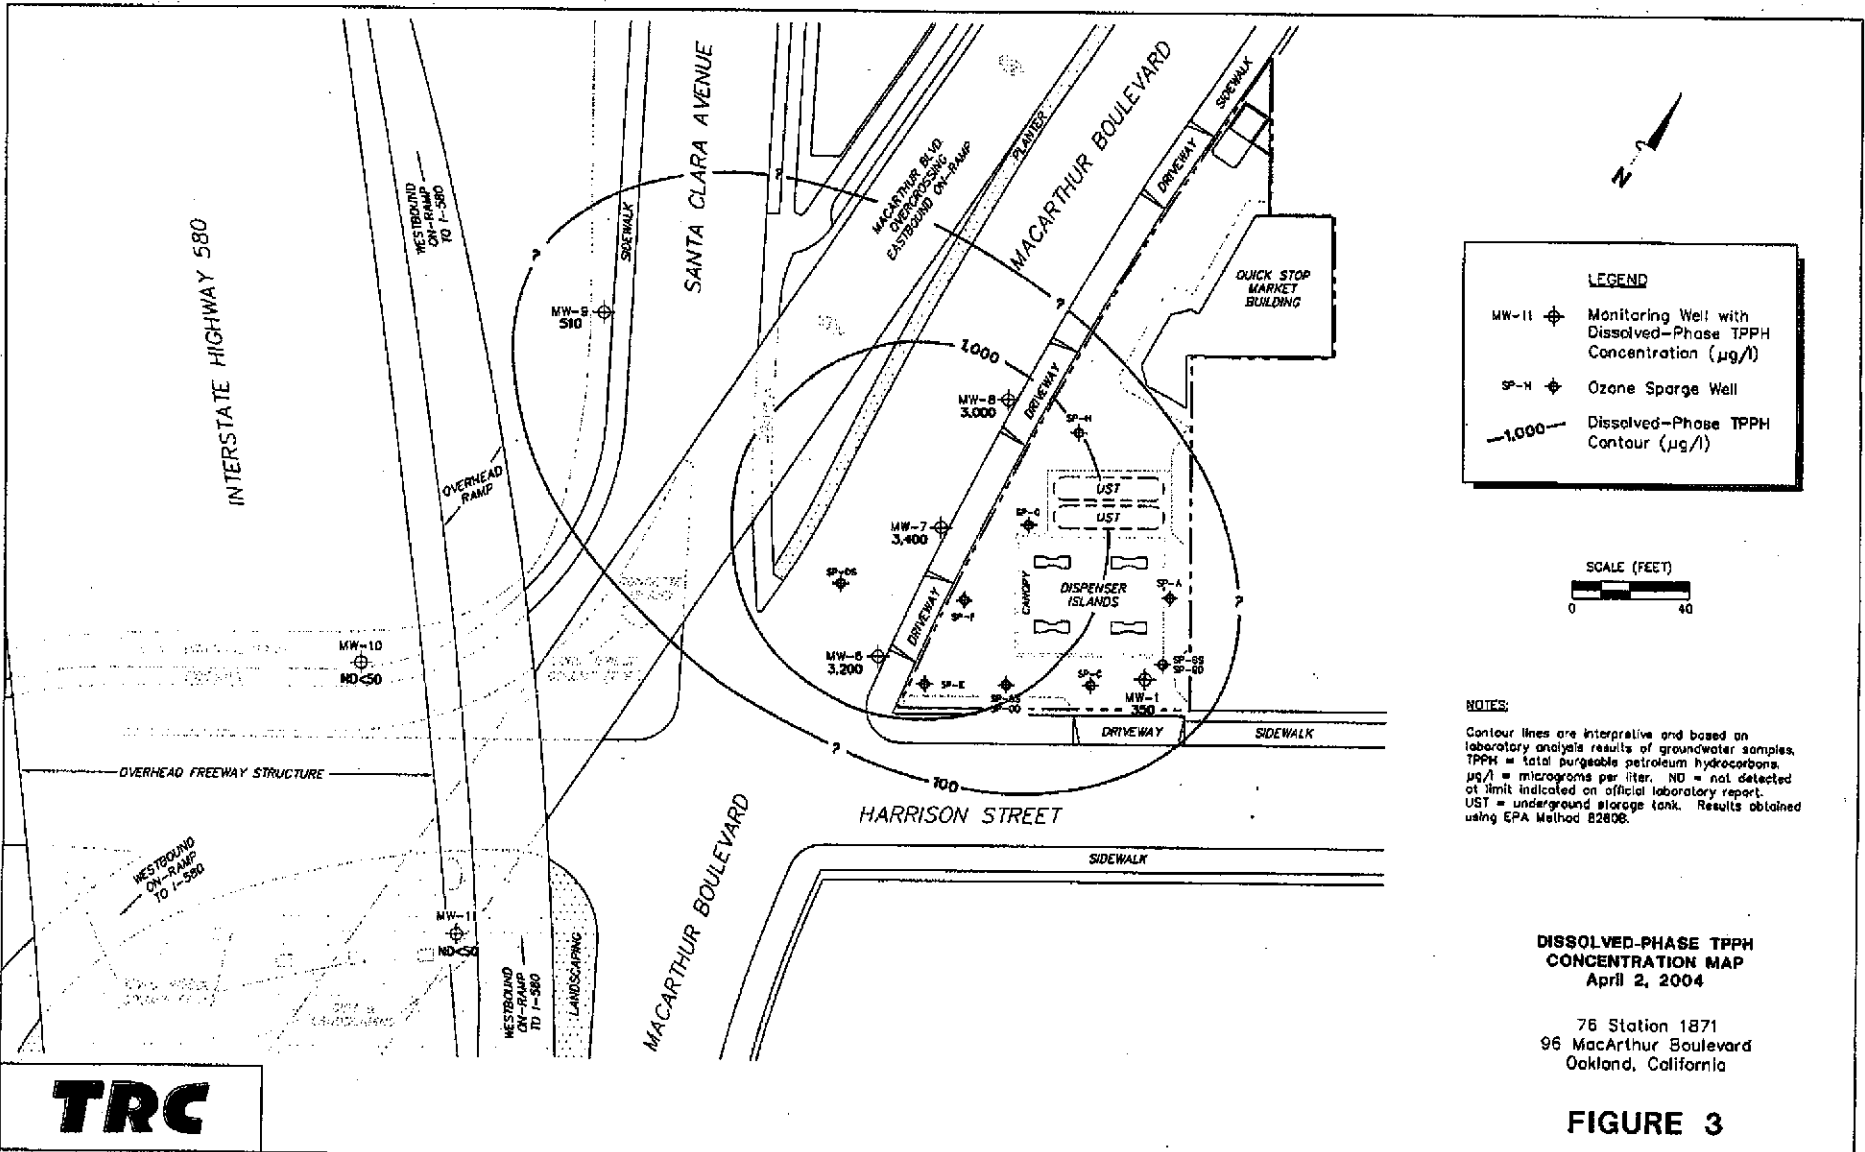 SANTA CLARA AVENUE
MACARTHUR BOULEVARD
SIDEWALK
PLANTER
DRIVEWAY
MACARTHUR BLVD.
OVERCROSSING
EASTBOUND ON-RAMP
WESTBOUND
ON-RAMP
TO I-580
SIDEWALK
INTERSTATE HIGHWAY 580
?
?
?
QUICK STOP
MARKET
BUILDING
MW-9
510
1,000
MW-8
3,000
DRIVEWAY
SP-H
OVERHEAD
RAMP
UST
UST
MW-7
3,400
SP-G
SP-DS
SP-F
CANOPY
DISPENSER
ISLANDS
SP-A
?
DRIVEWAY
MW-10
ND<50
MW-6
3,200
SP-E
SP-C
MW-1
350
DRIVEWAY
SIDEWALK
?
100
OVERHEAD FREEWAY STRUCTURE
HARRISON STREET
SIDEWALK
WESTBOUND
ON-RAMP
TO I-580
MW-11
ND<50
WESTBOUND
ON-RAMP
TO I-580
LANDSCAPING
MACARTHUR BOULEVARD
N
LEGEND
MW-11 Monitoring Well with
Dissolved-Phase TPPH
Concentration (µg/l)
SP-H Ozone Sparge Well
1,000 Dissolved-Phase TPPH
Contour (µg/l)
SCALE (FEET)
0 40
NOTES:
Contour lines are interpretive and based on
laboratory analysis results of groundwater samples.
TPPH = total purgeable petroleum hydrocarbons.
µg/l = micrograms per liter. ND = not detected
at limit indicated on official laboratory report.
UST = underground storage tank. Results obtained
using EPA Method 8260B.
DISSOLVED-PHASE TPPH
CONCENTRATION MAP
April 2, 2004
76 Station 1871
96 MacArthur Boulevard
Oakland, California
TRC
FIGURE 3